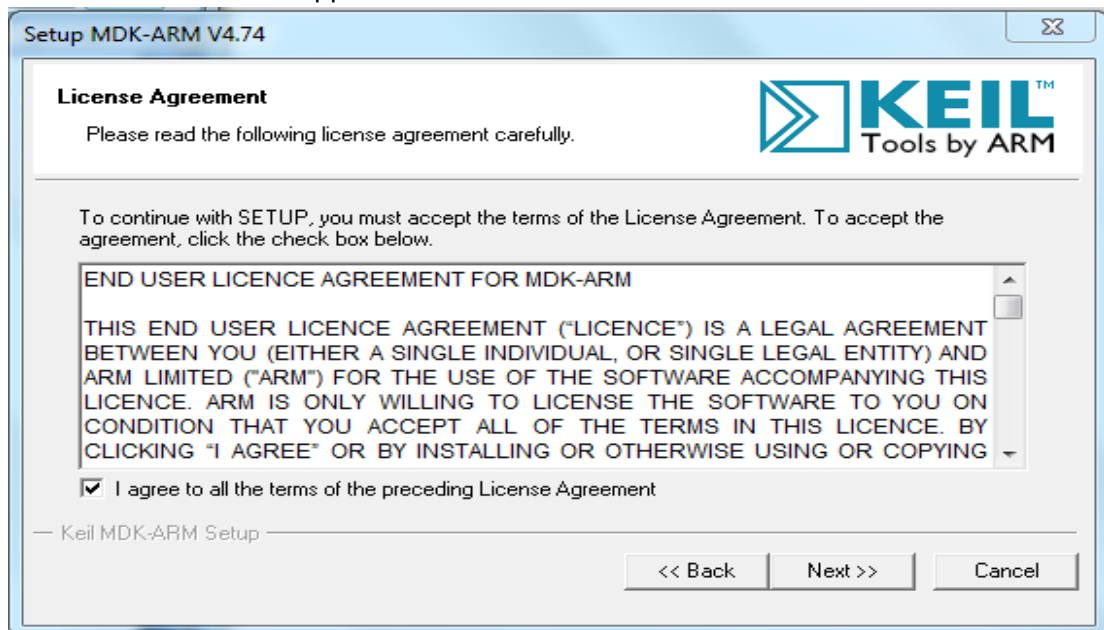 Setup MDK-ARM V4.74
License Agreement
Please read the following license agreement carefully.
KEIL™
Tools by ARM
To continue with SETUP, you must accept the terms of the License Agreement. To accept the
agreement, click the check box below.
END USER LICENCE AGREEMENT FOR MDK-ARM
THIS END USER LICENCE AGREEMENT (“LICENCE”) IS A LEGAL AGREEMENT
BETWEEN YOU (EITHER A SINGLE INDIVIDUAL, OR SINGLE LEGAL ENTITY) AND
ARM LIMITED ("ARM") FOR THE USE OF THE SOFTWARE ACCOMPANYING THIS
LICENCE. ARM IS ONLY WILLING TO LICENSE THE SOFTWARE TO YOU ON
CONDITION THAT YOU ACCEPT ALL OF THE TERMS IN THIS LICENCE. BY
CLICKING “I AGREE” OR BY INSTALLING OR OTHERWISE USING OR COPYING
I agree to all the terms of the preceding License Agreement
Keil MDK-ARM Setup
<< Back Next >> Cancel